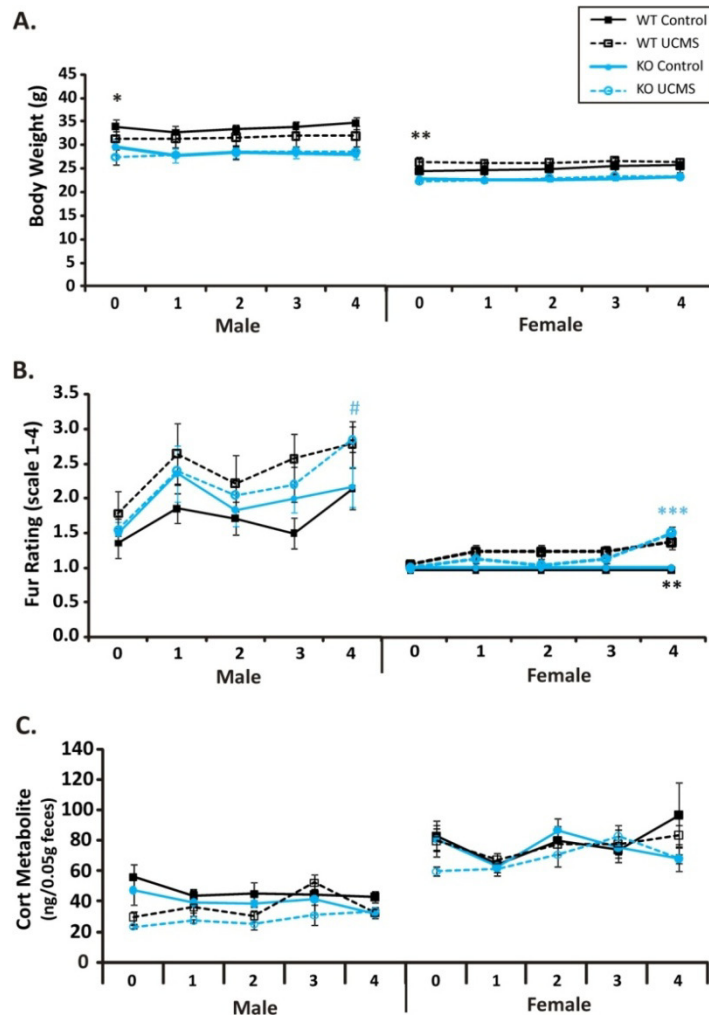 A.
WT Control
WT UCMS
KO Control
KO UCMS
Body Weight (g)
45
40
35
30
25
20
15
10
5
0
*
**
0 1 2 3 4 0 1 2 3 4
Male Female
B.
Fur Rating (scale 1-4)
3.5
3.0
2.5
2.0
1.5
1.0
0.5
0.0
#
***
**
0 1 2 3 4 0 1 2 3 4
Male Female
C.
Cort Metabolite
(ng/0.05g feces)
140
120
100
80
60
40
20
0
0 1 2 3 4 0 1 2 3 4
Male Female